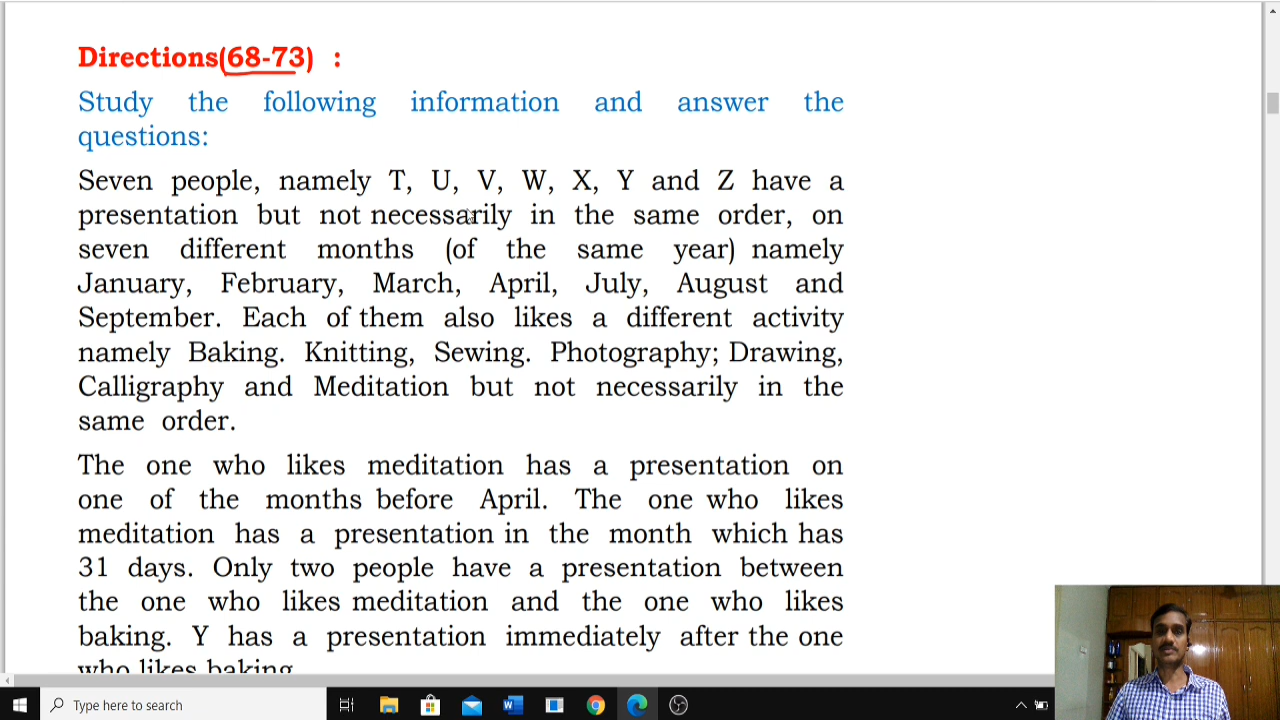 Directions(68-73) :
Study the following information and answer the
questions:
Seven people, namely T, U, V, W, X, Y and Z have a
presentation but not necessarily in the same order, on
seven different months (of the same year) namely
January, February, March, April, July, August and
September. Each of them also likes a different activity
namely Baking. Knitting, Sewing. Photography; Drawing,
Calligraphy and Meditation but not necessarily in the
same order.
The one who likes meditation has a presentation on
one of the months before April. The one who likes
meditation has a presentation in the month which has
31 days. Only two people have a presentation between
the one who likes meditation and the one who likes
baking. Y has a presentation immediately after the one
who likes baking.
Type here to search